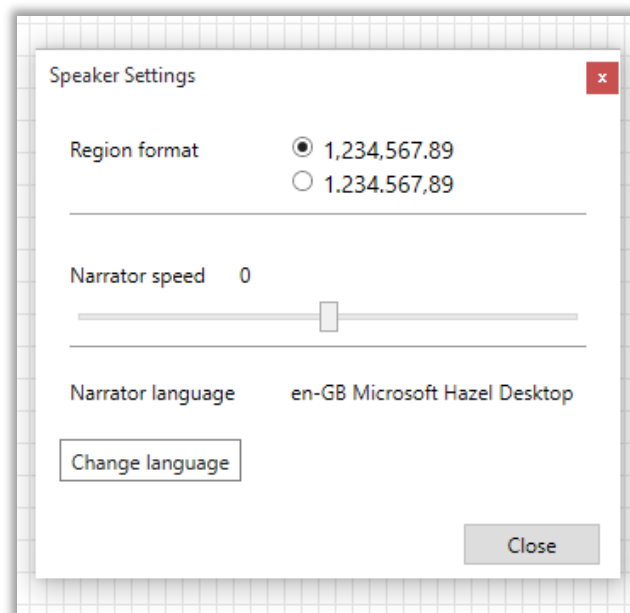 Speaker Settings
x
Region format
1,234,567.89
1.234.567,89
Narrator speed 0
Narrator language en-GB Microsoft Hazel Desktop
Change language
Close